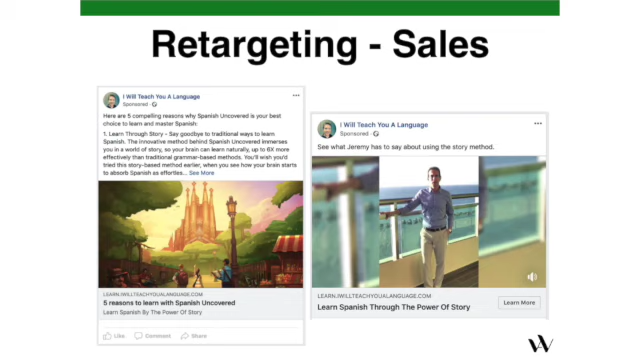 Retargeting - Sales
I Will Teach You A Language
Sponsored ·
Here are 5 compelling reasons why Spanish Uncovered is your best
choice to learn and master Spanish:
1. Learn Through Story - Say goodbye to traditional ways to learn
Spanish. The Innovative method behind Spanish Uncovered immerses
you in a world of story, so your brain can learn naturally, up to 6X more
effectively than traditional grammar-based methods. You'll wish you'd
tried this story-based method earlier, when you see how your brain starts
to absorb Spanish as effortles... See More
LEARN.IWILLTEACHYOUALANGUAGE.COM
5 reasons to learn with Spanish Uncovered
Learn Spanish By The Power Of Story
Like Comment Share
I Will Teach You A Language
Sponsored ·
See what Jeremy has to say about using the story method.
LEARN.IWILLTEACHYOUALANGUAGE.COM
Learn Spanish Through The Power Of Story
Learn More